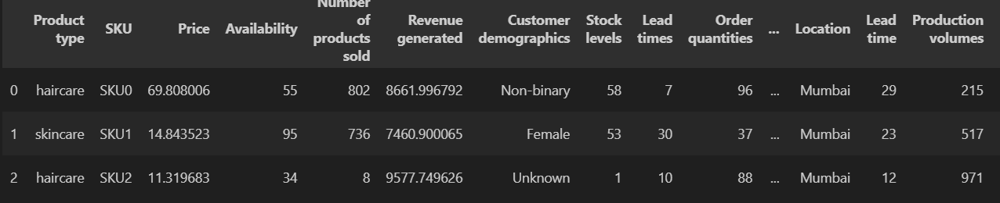 Product type SKU Price Availability Number of products sold Revenue generated Customer demographics Stock levels Lead times Order quantities ... Location Lead time Production volumes
0 haircare SKU0 69.808006 55 802 8661.996792 Non-binary 58 7 96 ... Mumbai 29 215
1 skincare SKU1 14.843523 95 736 7460.900065 Female 53 30 37 ... Mumbai 23 517
2 haircare SKU2 11.319683 34 8 9577.749626 Unknown 1 10 88 ... Mumbai 12 971